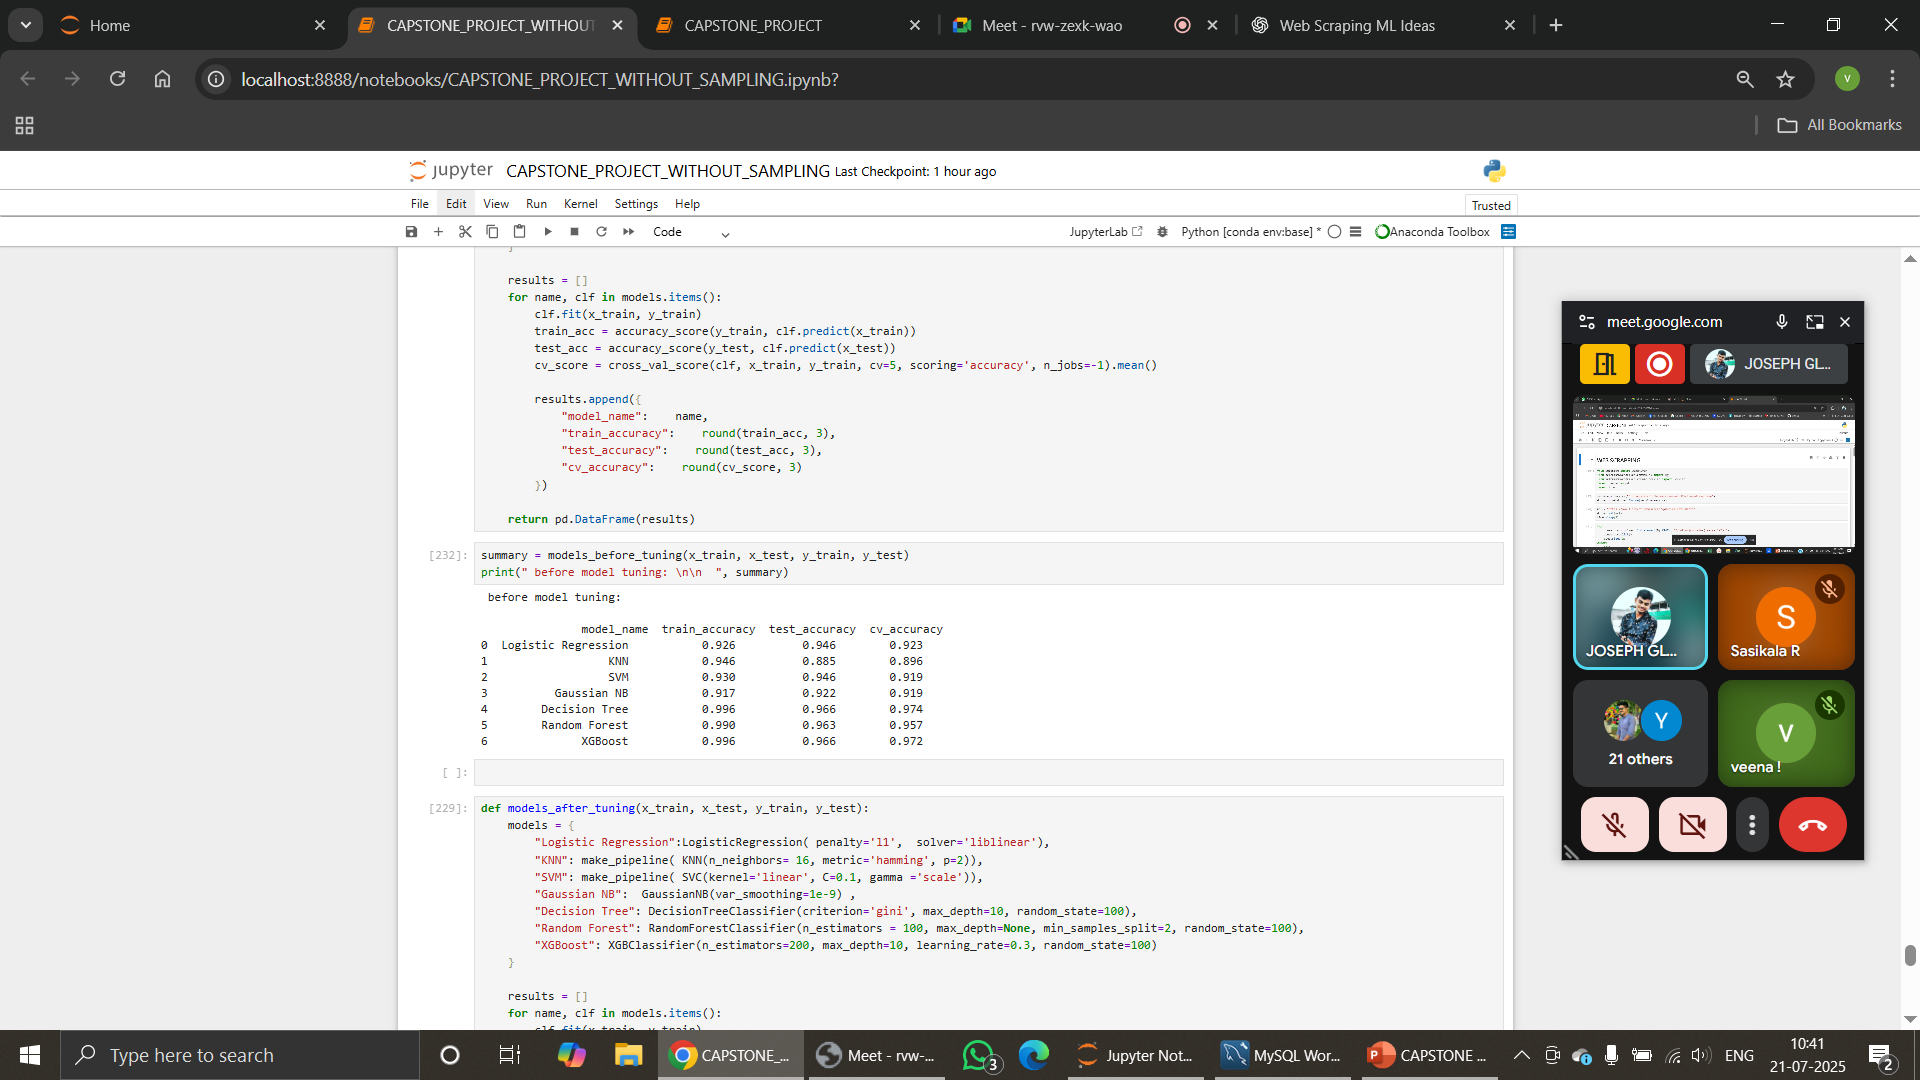 Home
CAPSTONE_PROJECT_WITHOUT
CAPSTONE_PROJECT
Meet - rvw-zexk-wao
Web Scraping ML Ideas
localhost:8888/notebooks/CAPSTONE_PROJECT_WITHOUT_SAMPLING.ipynb?
V
All Bookmarks
jupyter CAPSTONE_PROJECT_WITHOUT_SAMPLING Last Checkpoint: 1 hour ago
File Edit View Run Kernel Settings Help
Trusted
Code
JupyterLab Python [conda env:base] * Anaconda Toolbox
results = []
for name, clf in models.items():
clf.fit(x_train, y_train)
train_acc = accuracy_score(y_train, clf.predict(x_train))
test_acc = accuracy_score(y_test, clf.predict(x_test))
cv_score = cross_val_score(clf, x_train, y_train, cv=5, scoring='accuracy', n_jobs=-1).mean()
results.append({
"model_name": name,
"train_accuracy": round(train_acc, 3),
"test_accuracy": round(test_acc, 3),
"cv_accuracy": round(cv_score, 3)
})
return pd.DataFrame(results)
[232]: summary = models_before_tuning(x_train, x_test, y_train, y_test)
print(" before model tuning: \n\n ", summary)
before model tuning:
model_name train_accuracy test_accuracy cv_accuracy
0 Logistic Regression 0.926 0.946 0.923
1 KNN 0.946 0.885 0.896
2 SVM 0.930 0.946 0.919
3 Gaussian NB 0.917 0.922 0.919
4 Decision Tree 0.996 0.966 0.974
5 Random Forest 0.990 0.963 0.957
6 XGBoost 0.996 0.966 0.972
[ ]:
[229]: def models_after_tuning(x_train, x_test, y_train, y_test):
models = {
"Logistic Regression":LogisticRegression( penalty='l1', solver='liblinear'),
"KNN": make_pipeline( KNN(n_neighbors= 16, metric='hamming', p=2)),
"SVM": make_pipeline( SVC(kernel='linear', C=0.1, gamma ='scale')),
"Gaussian NB": GaussianNB(var_smoothing=1e-9) ,
"Decision Tree": DecisionTreeClassifier(criterion='gini', max_depth=10, random_state=100),
"Random Forest": RandomForestClassifier(n_estimators = 100, max_depth=None, min_samples_split=2, random_state=100),
"XGBoost": XGBClassifier(n_estimators=200, max_depth=10, learning_rate=0.3, random_state=100)
}
results = []
for name, clf in models.items():
clf.fit(x_train, y_train)
meet.google.com
JOSEPH GL...
WEB SCRAPPING
JOSEPH GL...
S
Sasikala R
Y
21 others
V
veena !
Type here to search
CAPSTONE_...
Meet - rvw-...
3
Jupyter Not...
MySQL Wor...
CAPSTONE ...
ENG
10:41
21-07-2025
2